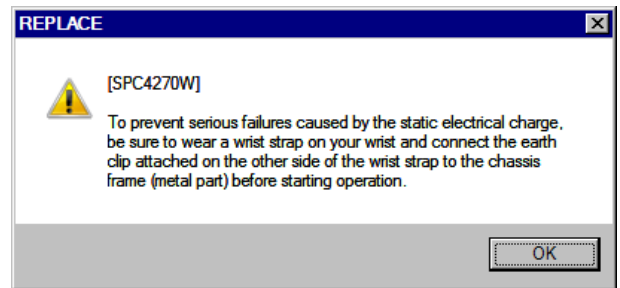 REPLACE
[SPC4270W]
To prevent serious failures caused by the static electrical charge,
be sure to wear a wrist strap on your wrist and connect the earth
clip attached on the other side of the wrist strap to the chassis
frame (metal part) before starting operation.
OK